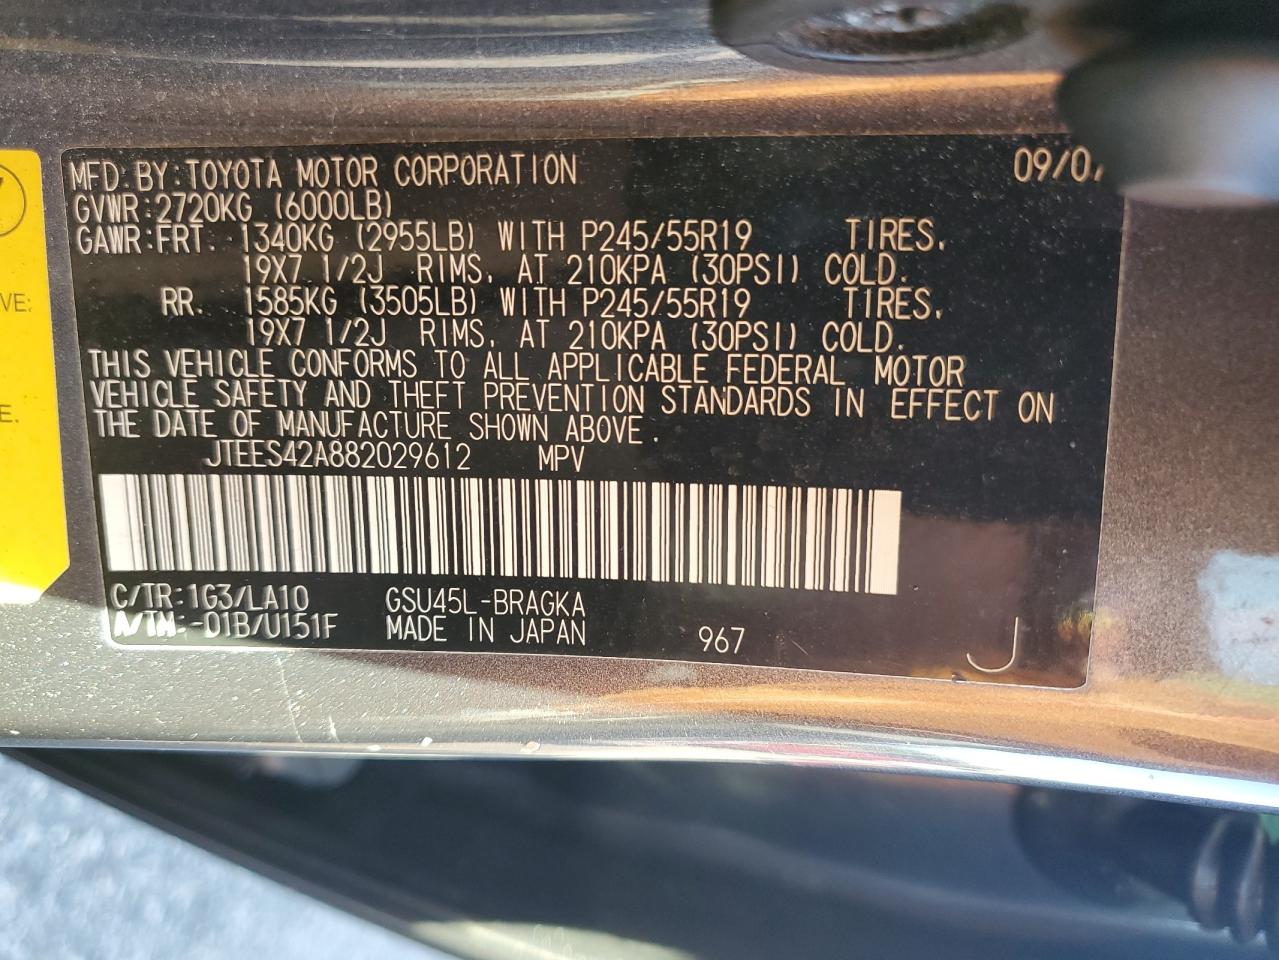 MFD. BY: TOYOTA MOTOR CORPORATION 09/07
GVWR: 2720KG (6000LB)
GAWR: FRT. 1340KG (2955LB) WITH P245/55R19 TIRES,
19X7 1/2J RIMS, AT 210KPA (30PSI) COLD.
RR. 1585KG (3505LB) WITH P245/55R19 TIRES,
19X7 1/2J RIMS, AT 210KPA (30PSI) COLD.
THIS VEHICLE CONFORMS TO ALL APPLICABLE FEDERAL MOTOR
VEHICLE SAFETY AND THEFT PREVENTION STANDARDS IN EFFECT ON
THE DATE OF MANUFACTURE SHOWN ABOVE.
JTEES42A882029612 MPV
C/TR: 1G3/LA10 GSU45L-BRAGKA
A/TM: -01B/U151F MADE IN JAPAN 967 J